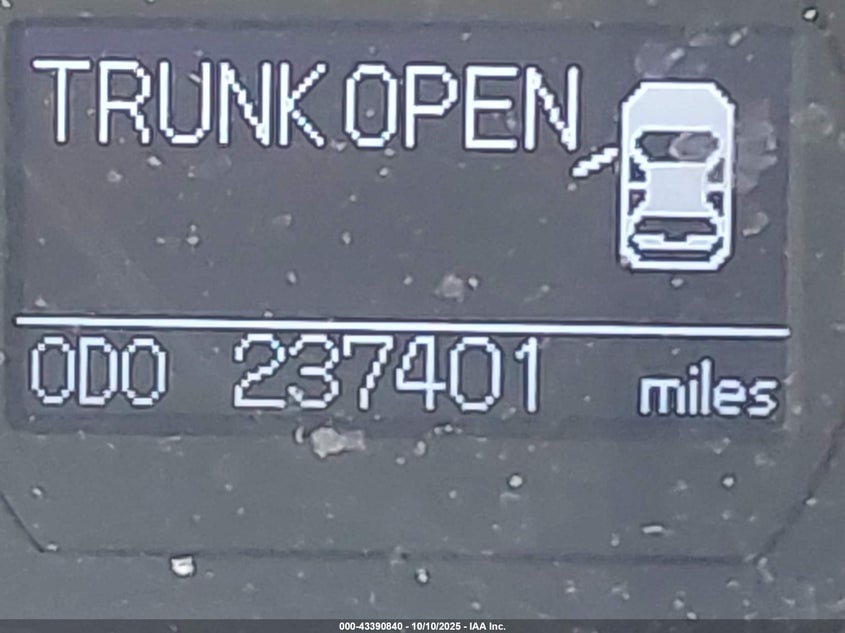 TRUNK OPEN
ODO 237401 miles
000-43390840 - 10/10/2025 - IAA Inc.